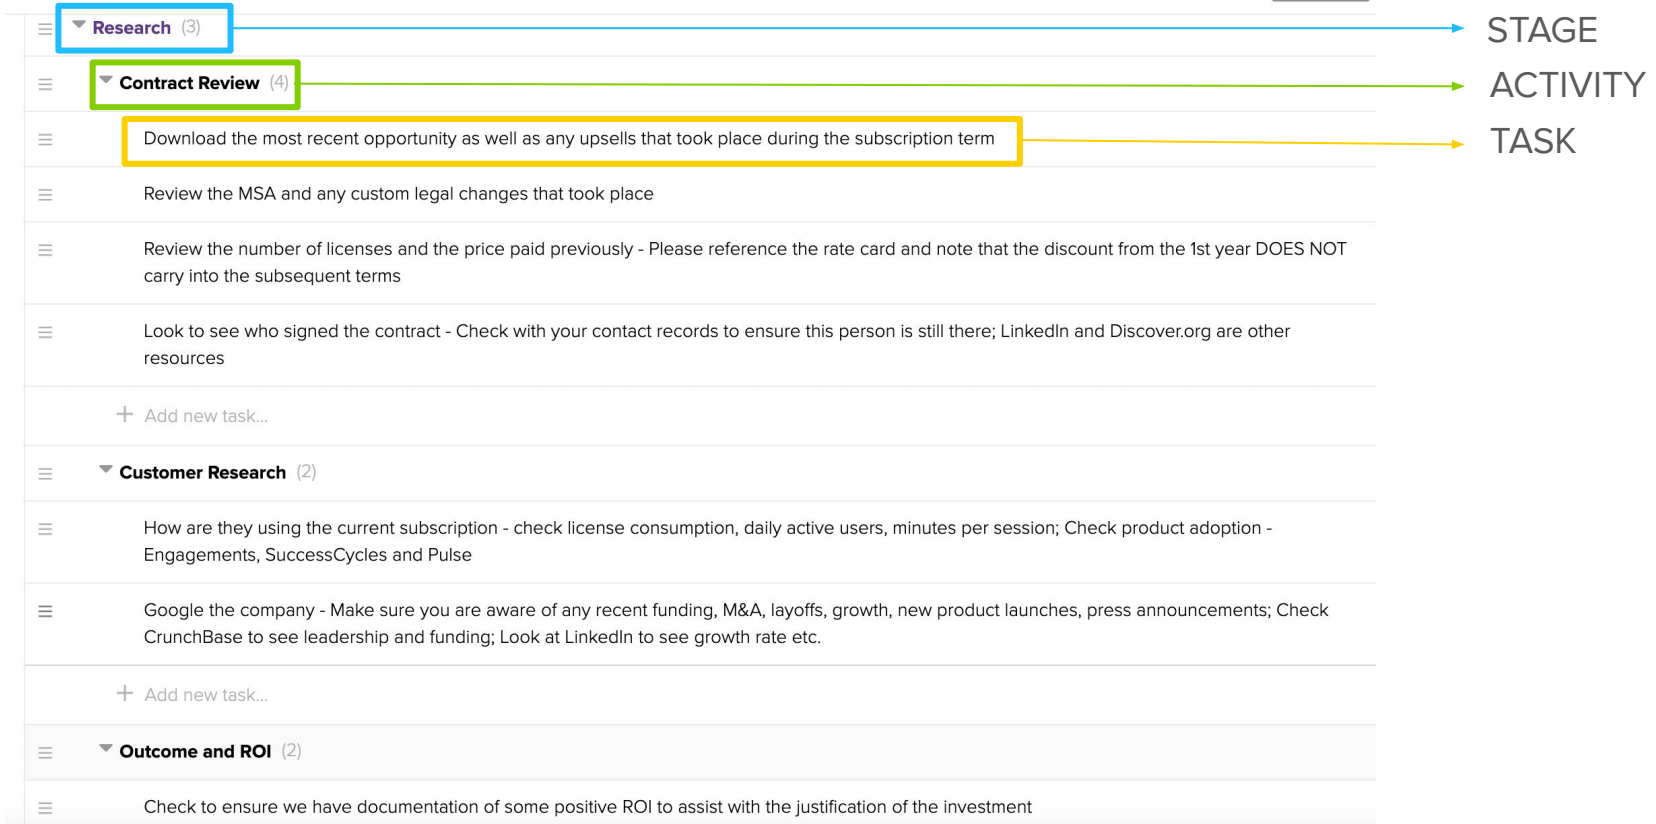 Research (3)
STAGE
Contract Review (4)
ACTIVITY
Download the most recent opportunity as well as any upsells that took place during the subscription term
TASK
Review the MSA and any custom legal changes that took place
Review the number of licenses and the price paid previously - Please reference the rate card and note that the discount from the 1st year DOES NOT
carry into the subsequent terms
Look to see who signed the contract - Check with your contact records to ensure this person is still there; LinkedIn and Discover.org are other
resources
+ Add new task...
Customer Research (2)
How are they using the current subscription - check license consumption, daily active users, minutes per session; Check product adoption -
Engagements, SuccessCycles and Pulse
Google the company - Make sure you are aware of any recent funding, M&A, layoffs, growth, new product launches, press announcements; Check
CrunchBase to see leadership and funding; Look at LinkedIn to see growth rate etc.
+ Add new task...
Outcome and ROI (2)
Check to ensure we have documentation of some positive ROI to assist with the justification of the investment